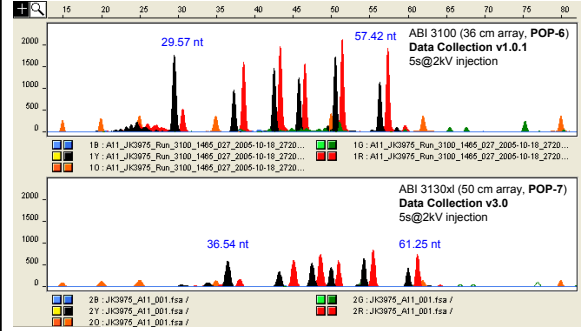 15 20 25 30 35 40 45 50 55 60 65 70 75 80
2000
1500
1000
500
0
29.57 nt
57.42 nt
ABI 3100 (36 cm array, POP-6)
Data Collection v1.0.1
5s@2kV injection
1B : A11_JK3975_Run_3100_1465_027_2005-10-18_2720...
1G : A11_JK3975_Run_3100_1465_027_2005-10-18_2720...
1Y : A11_JK3975_Run_3100_1465_027_2005-10-18_2720...
1R : A11_JK3975_Run_3100_1465_027_2005-10-18_2720...
1O : A11_JK3975_Run_3100_1465_027_2005-10-18_2720...
2000
1500
1000
500
0
36.54 nt
61.25 nt
ABI 3130xl (50 cm array, POP-7)
Data Collection v3.0
5s@2kV injection
2B : JK3975_A11_001.fsa /
2G : JK3975_A11_001.fsa /
2Y : JK3975_A11_001.fsa /
2R : JK3975_A11_001.fsa /
2O : JK3975_A11_001.fsa /